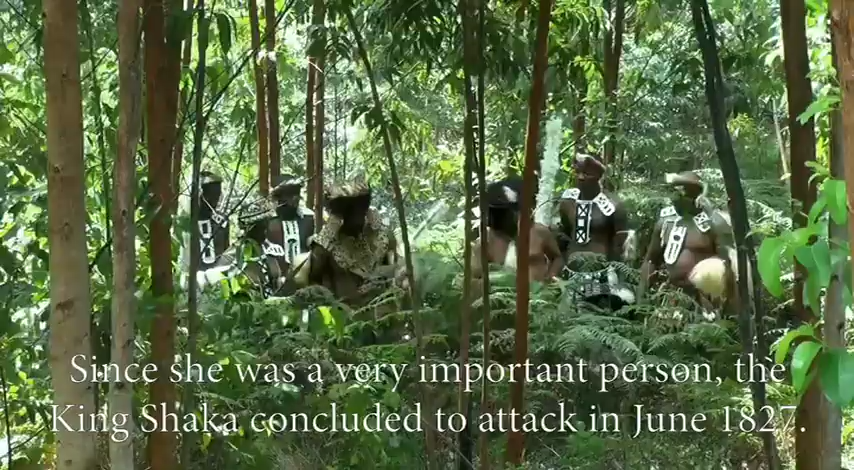 Since she was a very important person, the
King Shaka concluded to attack in June 1827.